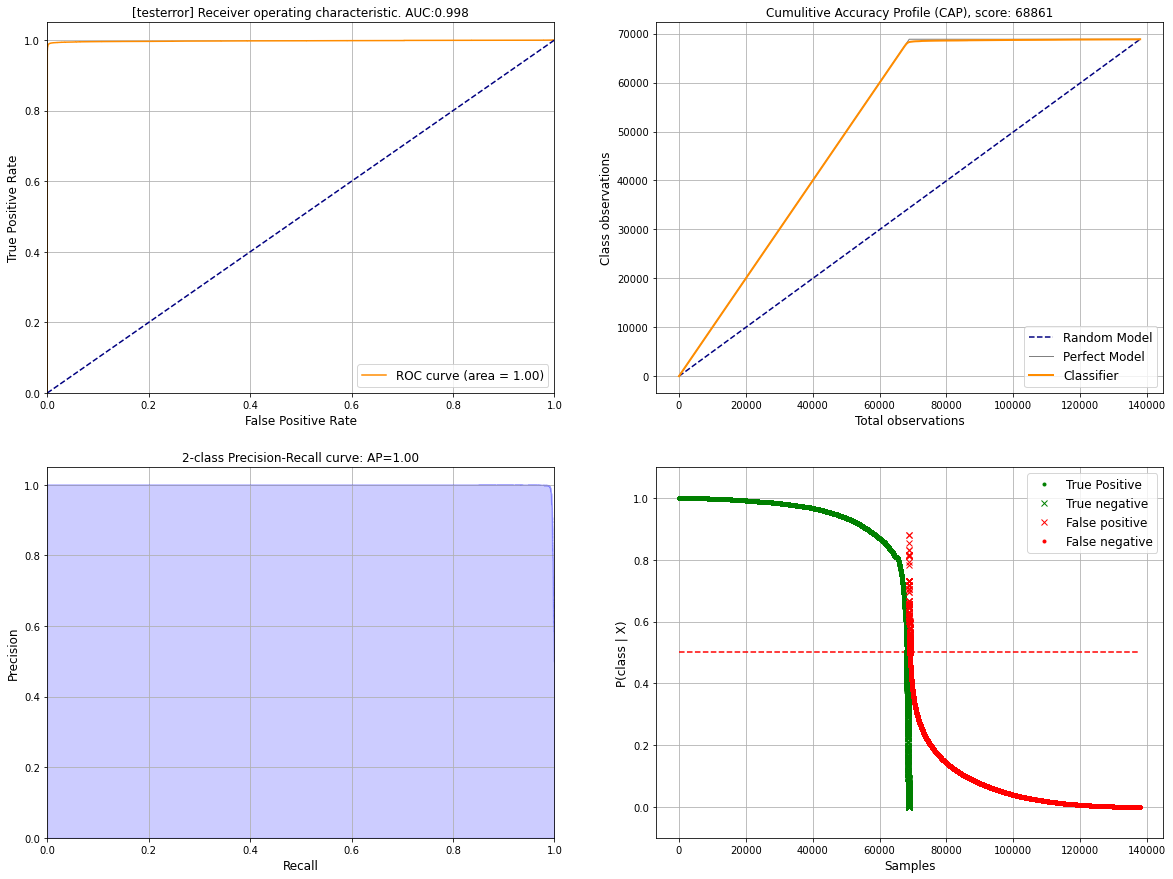 [testerror] Receiver operating characteristic. AUC:0.998
True Positive Rate
1.0
0.8
0.6
0.4
0.2
0.0
0.0 0.2 0.4 0.6 0.8 1.0
False Positive Rate
ROC curve (area = 1.00)
Cumulitive Accuracy Profile (CAP), score: 68861
Class observations
70000
60000
50000
40000
30000
20000
10000
0
0 20000 40000 60000 80000 100000 120000 140000
Total observations
Random Model
Perfect Model
Classifier
2-class Precision-Recall curve: AP=1.00
Precision
1.0
0.8
0.6
0.4
0.2
0.0
0.0 0.2 0.4 0.6 0.8 1.0
Recall
P(class | X)
1.0
0.8
0.6
0.4
0.2
0.0
0 20000 40000 60000 80000 100000 120000 140000
Samples
True Positive
True negative
False positive
False negative